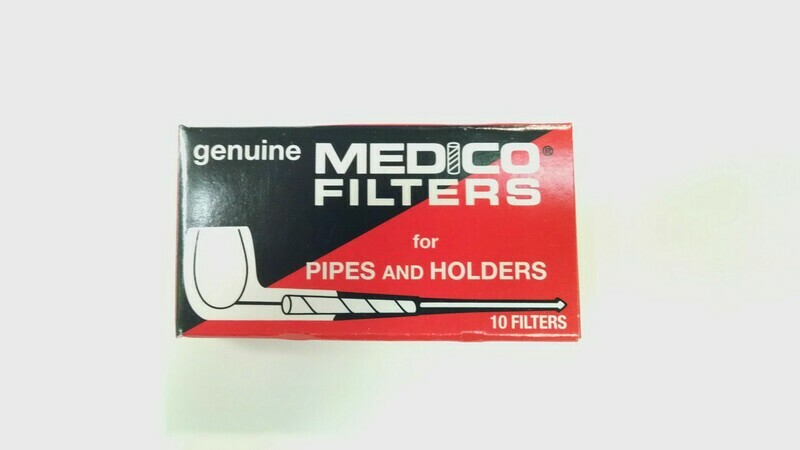 genuine MEDICO®
FILTERS
for
PIPES AND HOLDERS
10 FILTERS